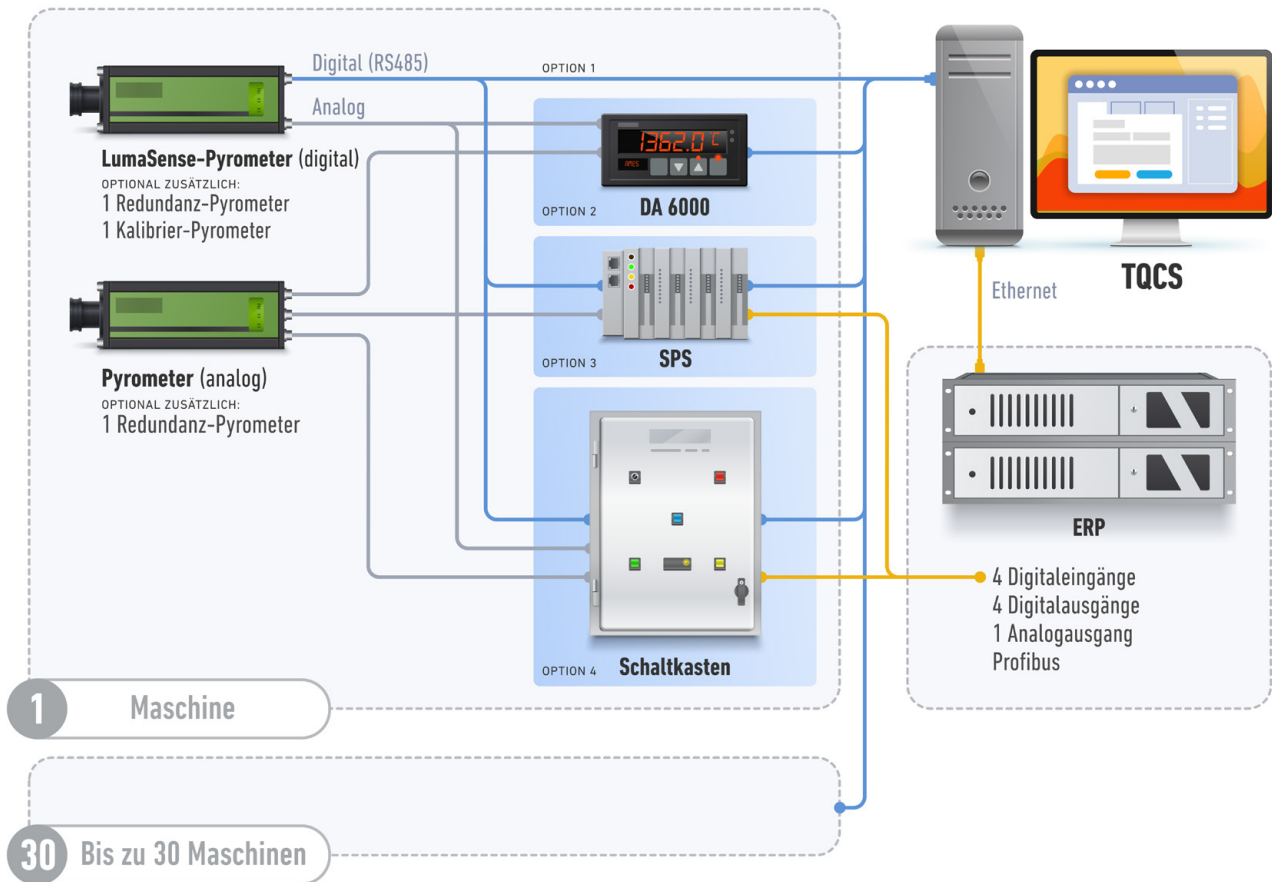 Digital (RS485)
OPTION 1
Analog
1362.0 C
LumaSense-Pyrometer (digital)
OPTIONAL ZUSÄTZLICH:
1 Redundanz-Pyrometer
1 Kalibrier-Pyrometer
OPTION 2
DA 6000
TQCS
Ethernet
Pyrometer (analog)
OPTIONAL ZUSÄTZLICH:
1 Redundanz-Pyrometer
OPTION 3
SPS
ERP
4 Digitaleingänge
4 Digitalausgänge
1 Analogausgang
Profibus
OPTION 4
Schaltkasten
1
Maschine
30
Bis zu 30 Maschinen